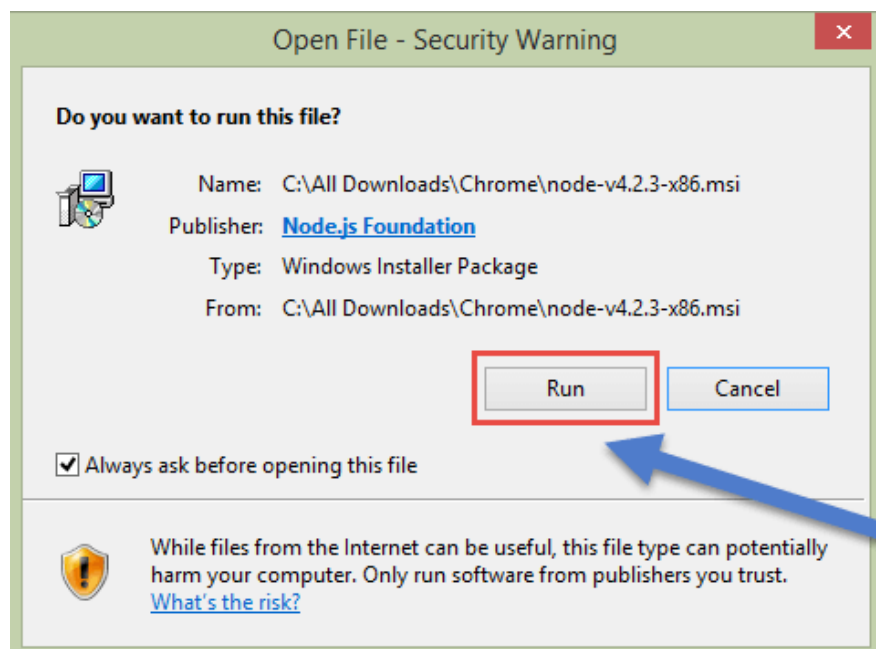 Open File - Security Warning
Do you want to run this file?
Name: C:\All Downloads\Chrome\node-v4.2.3-x86.msi
Publisher: Node.js Foundation
Type: Windows Installer Package
From: C:\All Downloads\Chrome\node-v4.2.3-x86.msi
Run Cancel
Always ask before opening this file
While files from the Internet can be useful, this file type can potentially
harm your computer. Only run software from publishers you trust.
What's the risk?